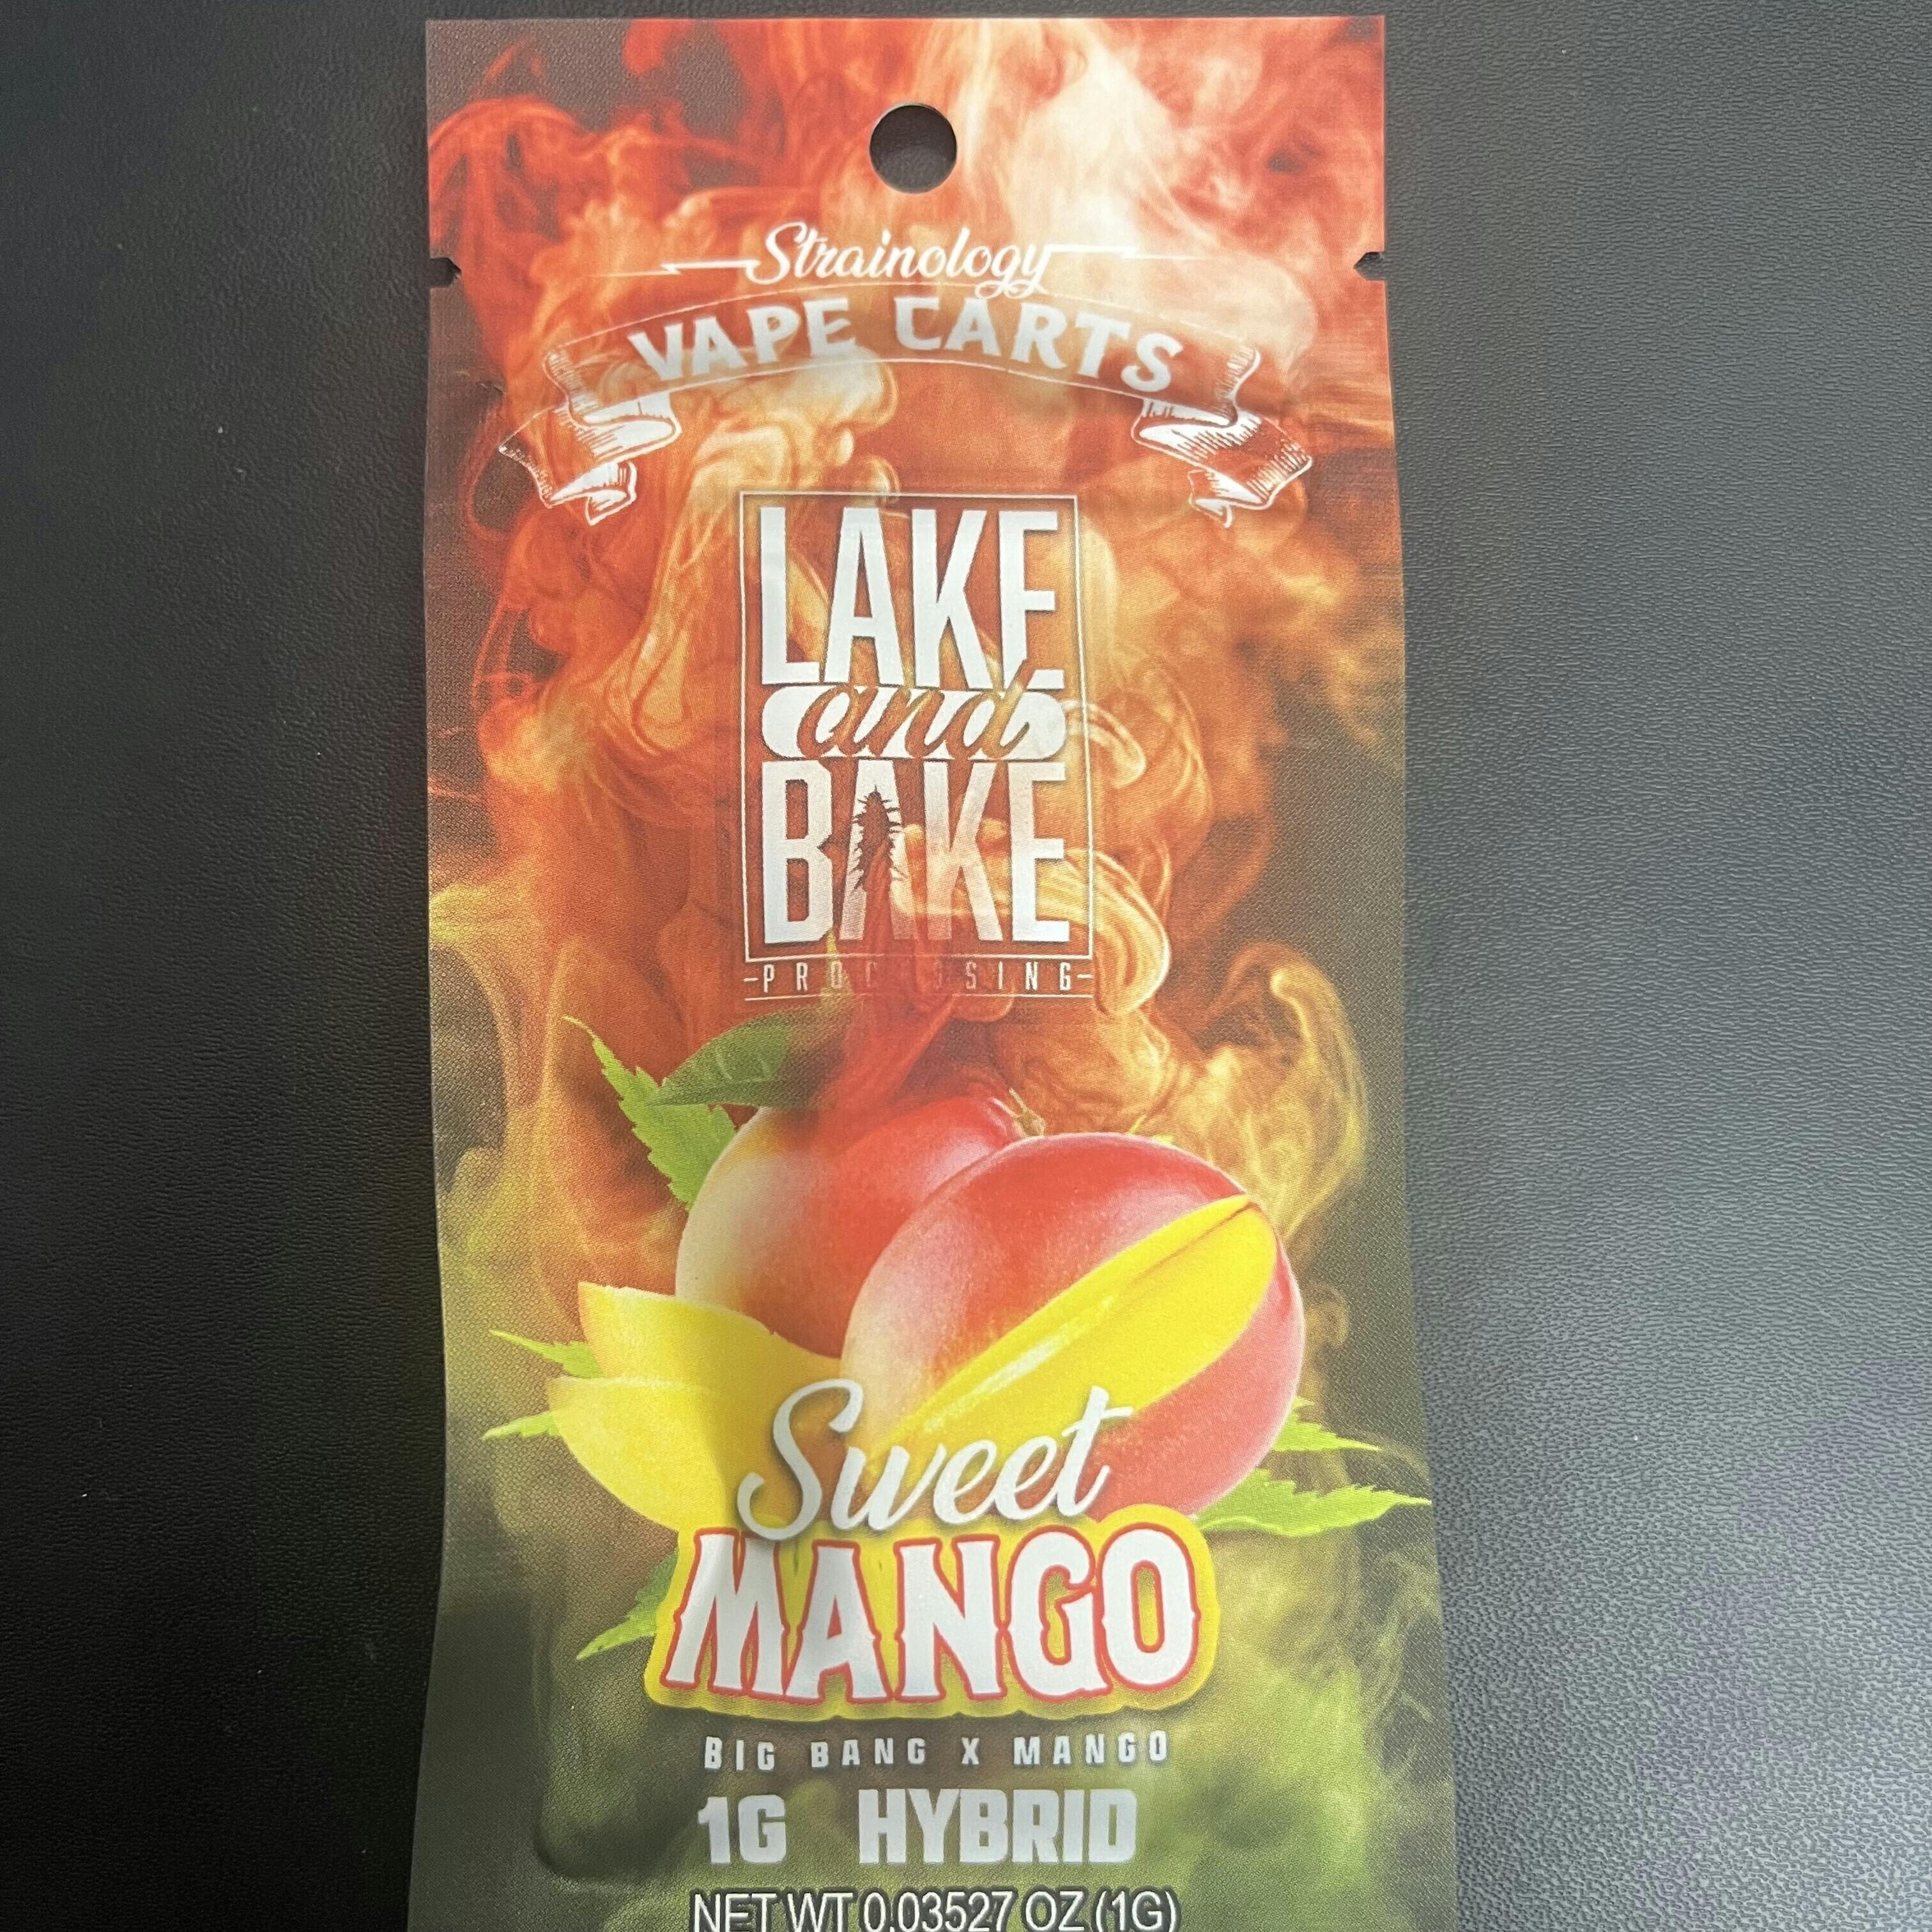 Strainology
VAPE CARTS
LAKE
and
BAKE
-PROCESSING-
Sweet
MANGO
BIG BANG X MANGO
1G HYBRID
NET WT 0.03527 OZ (1G)